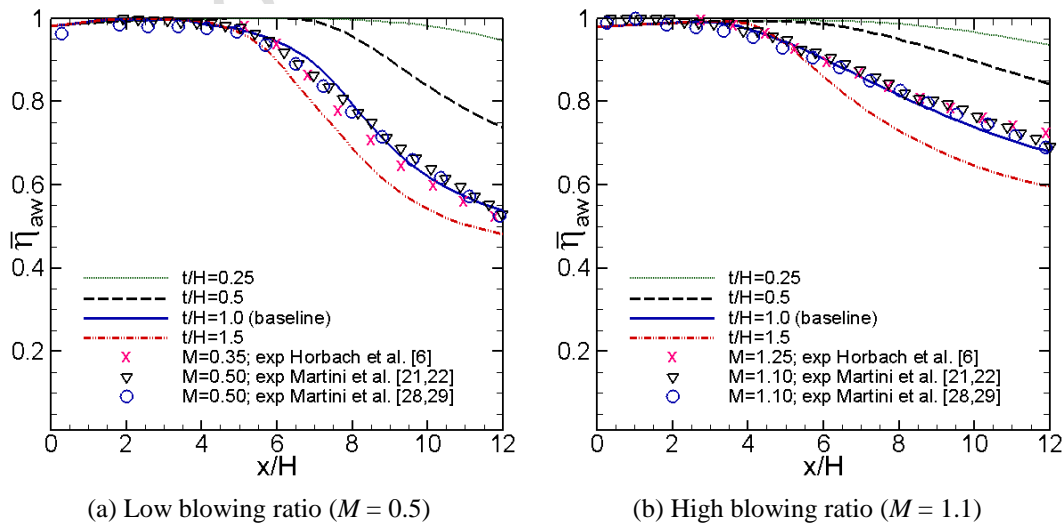 1
0.8
0.6
0.4
0.2
η̅aw
t/H=0.25
t/H=0.5
t/H=1.0 (baseline)
t/H=1.5
M=0.35; exp Horbach et al. [6]
M=0.50; exp Martini et al. [21,22]
M=0.50; exp Martini et al. [28,29]
0 2 4 6 8 10 12
x/H
(a) Low blowing ratio (M = 0.5)
1
0.8
0.6
0.4
0.2
η̅aw
t/H=0.25
t/H=0.5
t/H=1.0 (baseline)
t/H=1.5
M=1.25; exp Horbach et al. [6]
M=1.10; exp Martini et al. [21,22]
M=1.10; exp Martini et al. [28,29]
0 2 4 6 8 10 12
x/H
(b) High blowing ratio (M = 1.1)